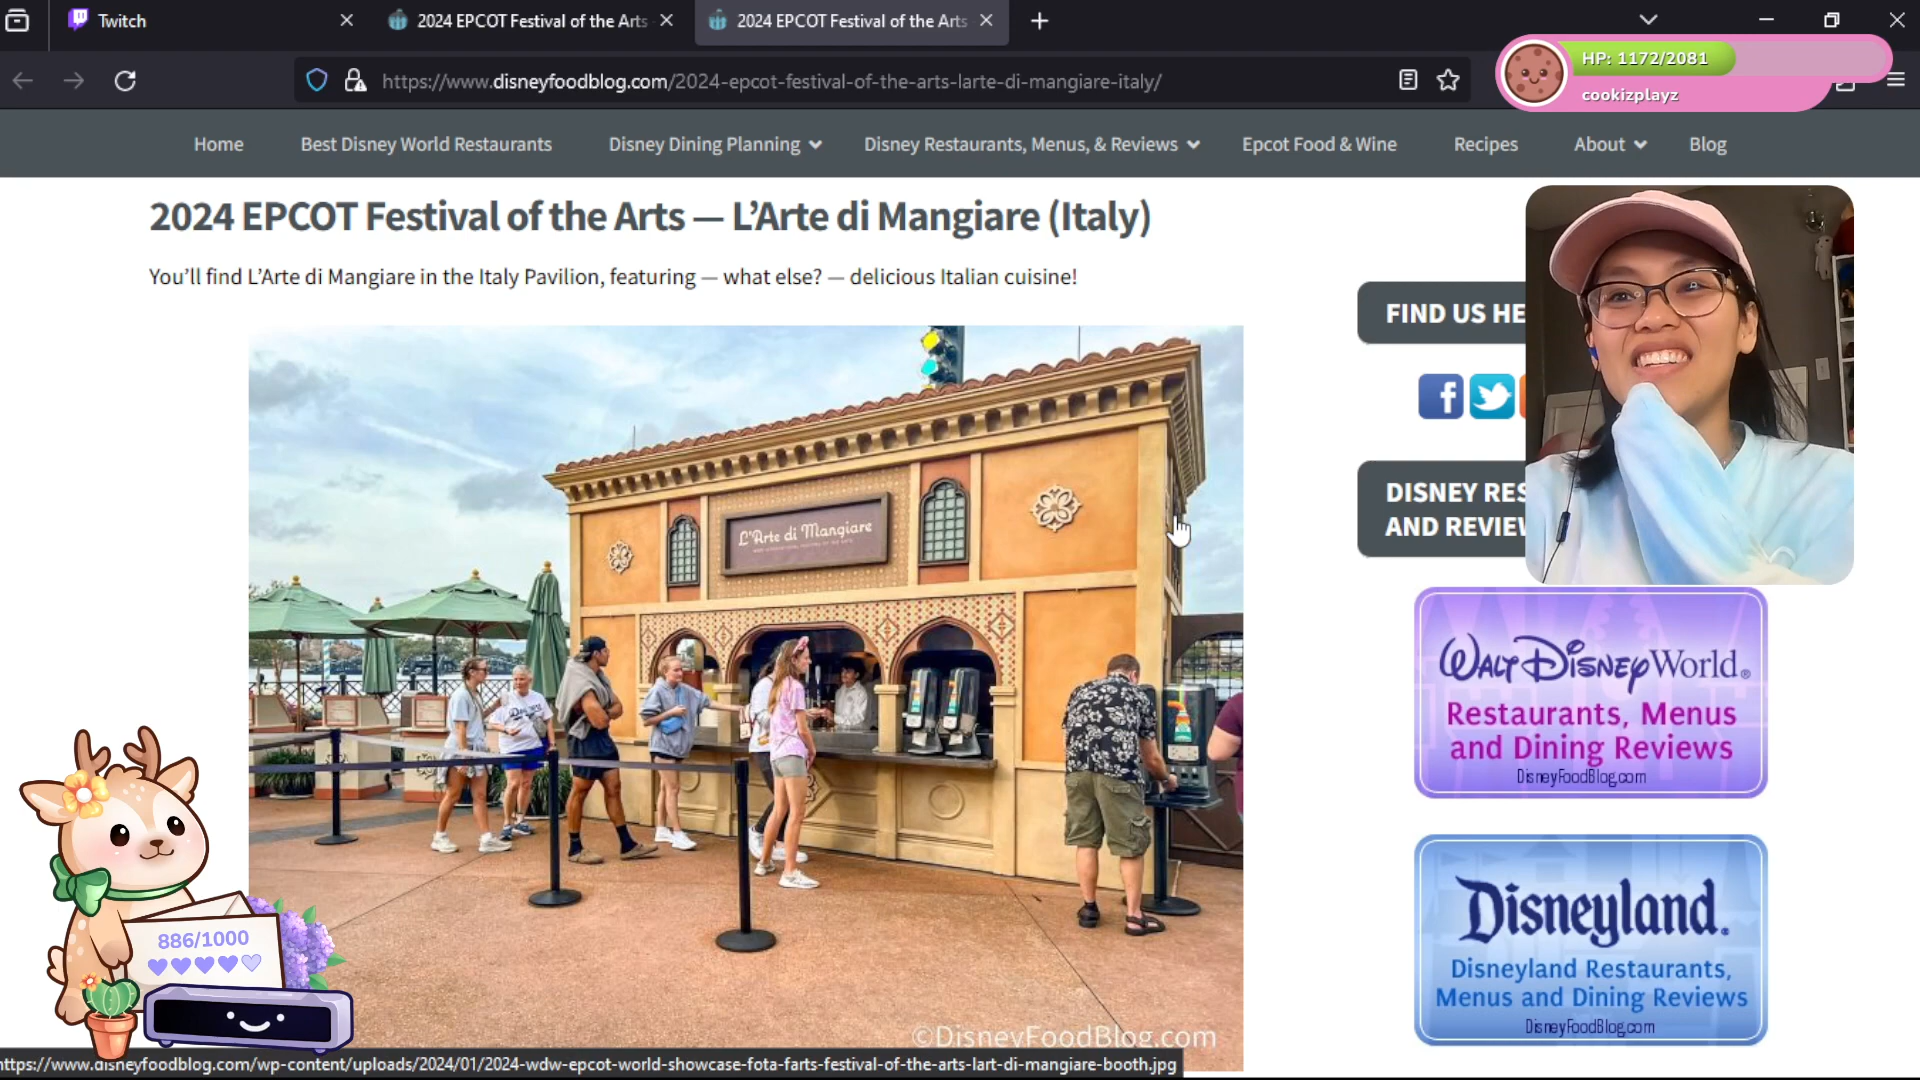 Twitch
2024 EPCOT Festival of the Arts
2024 EPCOT Festival of the Arts
https://www.disneyfoodblog.com/2024-epcot-festival-of-the-arts-larte-di-mangiare-italy/
HP: 1172/2081
cookizplayz
Home
Best Disney World Restaurants
Disney Dining Planning
Disney Restaurants, Menus, & Reviews
Epcot Food & Wine
Recipes
About
Blog
2024 EPCOT Festival of the Arts — L’Arte di Mangiare (Italy)
You’ll find L’Arte di Mangiare in the Italy Pavilion, featuring — what else? — delicious Italian cuisine!
FIND US HE
DISNEY RES
AND REVIEW
L'Arte di Mangiare
Walt Disney World®
Restaurants, Menus
and Dining Reviews
DisneyFoodBlog.com
Disneyland®
Disneyland Restaurants,
Menus and Dining Reviews
DisneyFoodBlog.com
886/1000
©DisneyFoodBlog.com
https://www.disneyfoodblog.com/wp-content/uploads/2024/01/2024-wdw-epcot-world-showcase-fota-farts-festival-of-the-arts-lart-di-mangiare-booth.jpg